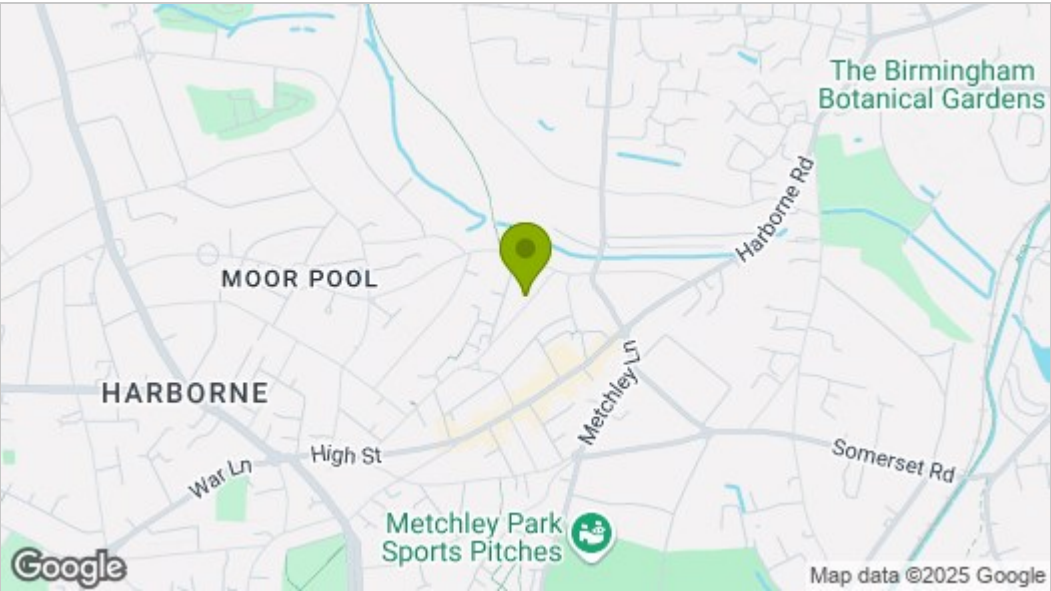 The Birmingham
Botanical Gardens
Harborne Rd
MOOR POOL
Metchley Ln
HARBORNE
High St
War Ln
Somerset Rd
Metchley Park
Sports Pitches
Google
Map data ©2025 Google